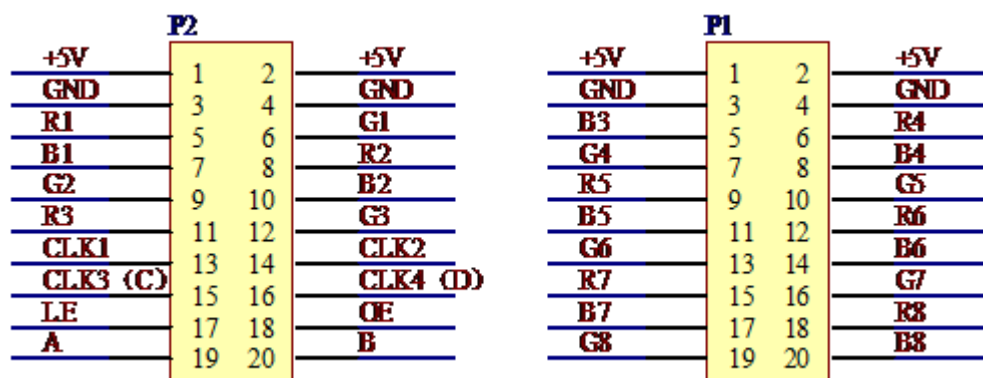 P2 P1
+5V 1 2 +5V +5V 1 2 +5V
GND 3 4 GND GND 3 4 GND
R1 5 6 G1 B3 5 6 R4
B1 7 8 R2 G4 7 8 B4
G2 9 10 B2 R5 9 10 G5
R3 11 12 G3 B5 11 12 R6
CLK1 13 14 CLK2 G6 13 14 B6
CLK3 (C) 15 16 CLK4 (D) R7 15 16 G7
LE 17 18 OE B7 17 18 R8
A 19 20 B G8 19 20 B8